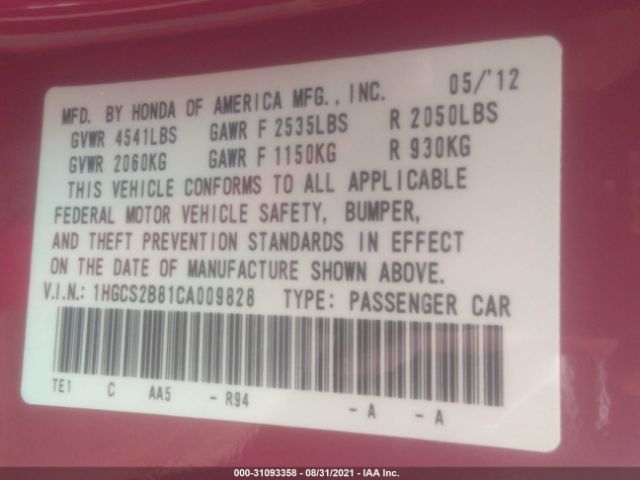 MFD. BY HONDA OF AMERICA MFG., INC. 05/'12
GVWR 4541LBS GAWR F 2535LBS R 2050LBS
GVWR 2060KG GAWR F 1150KG R 930KG
THIS VEHICLE CONFORMS TO ALL APPLICABLE
FEDERAL MOTOR VEHICLE SAFETY, BUMPER,
AND THEFT PREVENTION STANDARDS IN EFFECT
ON THE DATE OF MANUFACTURE SHOWN ABOVE.
V.I.N.: 1HGCS2B81CA009828 TYPE: PASSENGER CAR
TE1 C AA5 - R94 - A - A
000-31093358 - 08/31/2021 - IAA Inc.